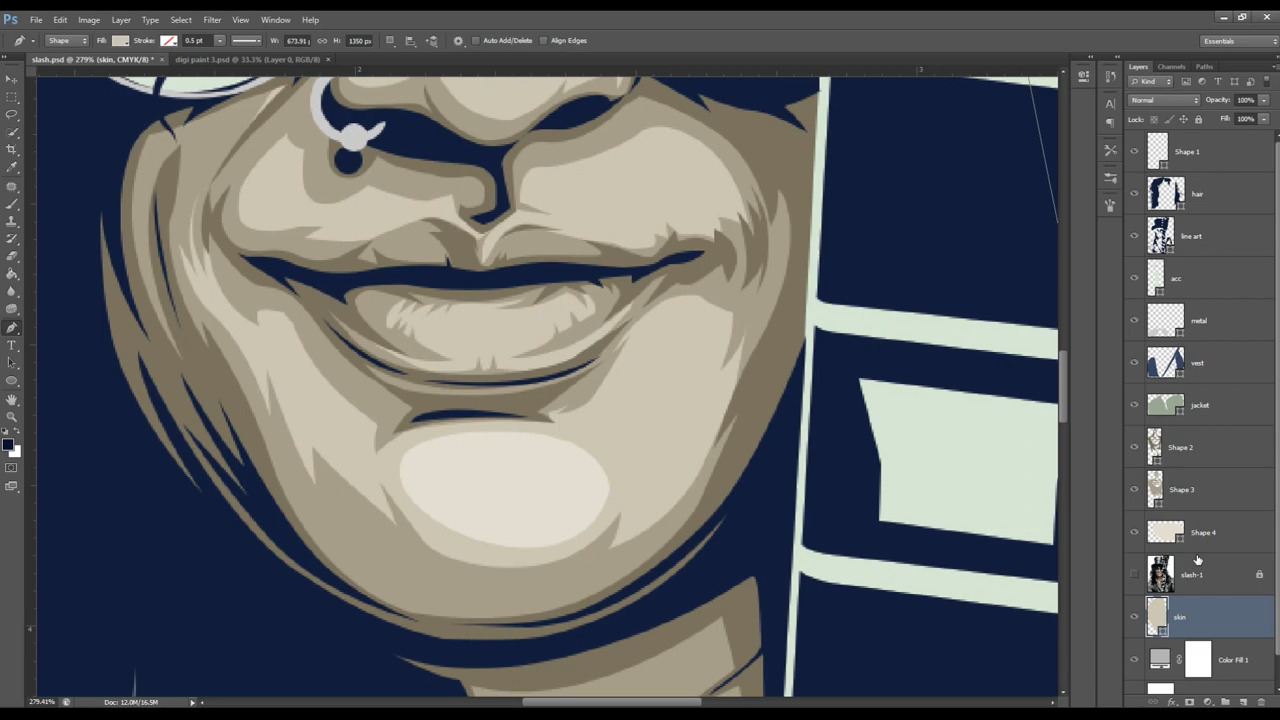 Ps File Edit Image Layer Type Select Filter View Window Help
Shape Fill: Stroke: 0.5 pt W: 673.91 H: 1350 px Auto Add/Delete Align Edges Essentials
slash.psd @ 279% (skin, CMYK/8) * × digi paint 3.psd @ 33.3% (Layer 0, RGB/8) ×
2 3
4
Layers Channels Paths
Kind
Normal Opacity: 100%
Lock: Fill: 100%
Shape 1
hair
line art
acc
metal
vest
jacket
Shape 2
Shape 3
Shape 4
slash-1
skin
Color Fill 1
279.41% Doc: 12.0M/16.5M